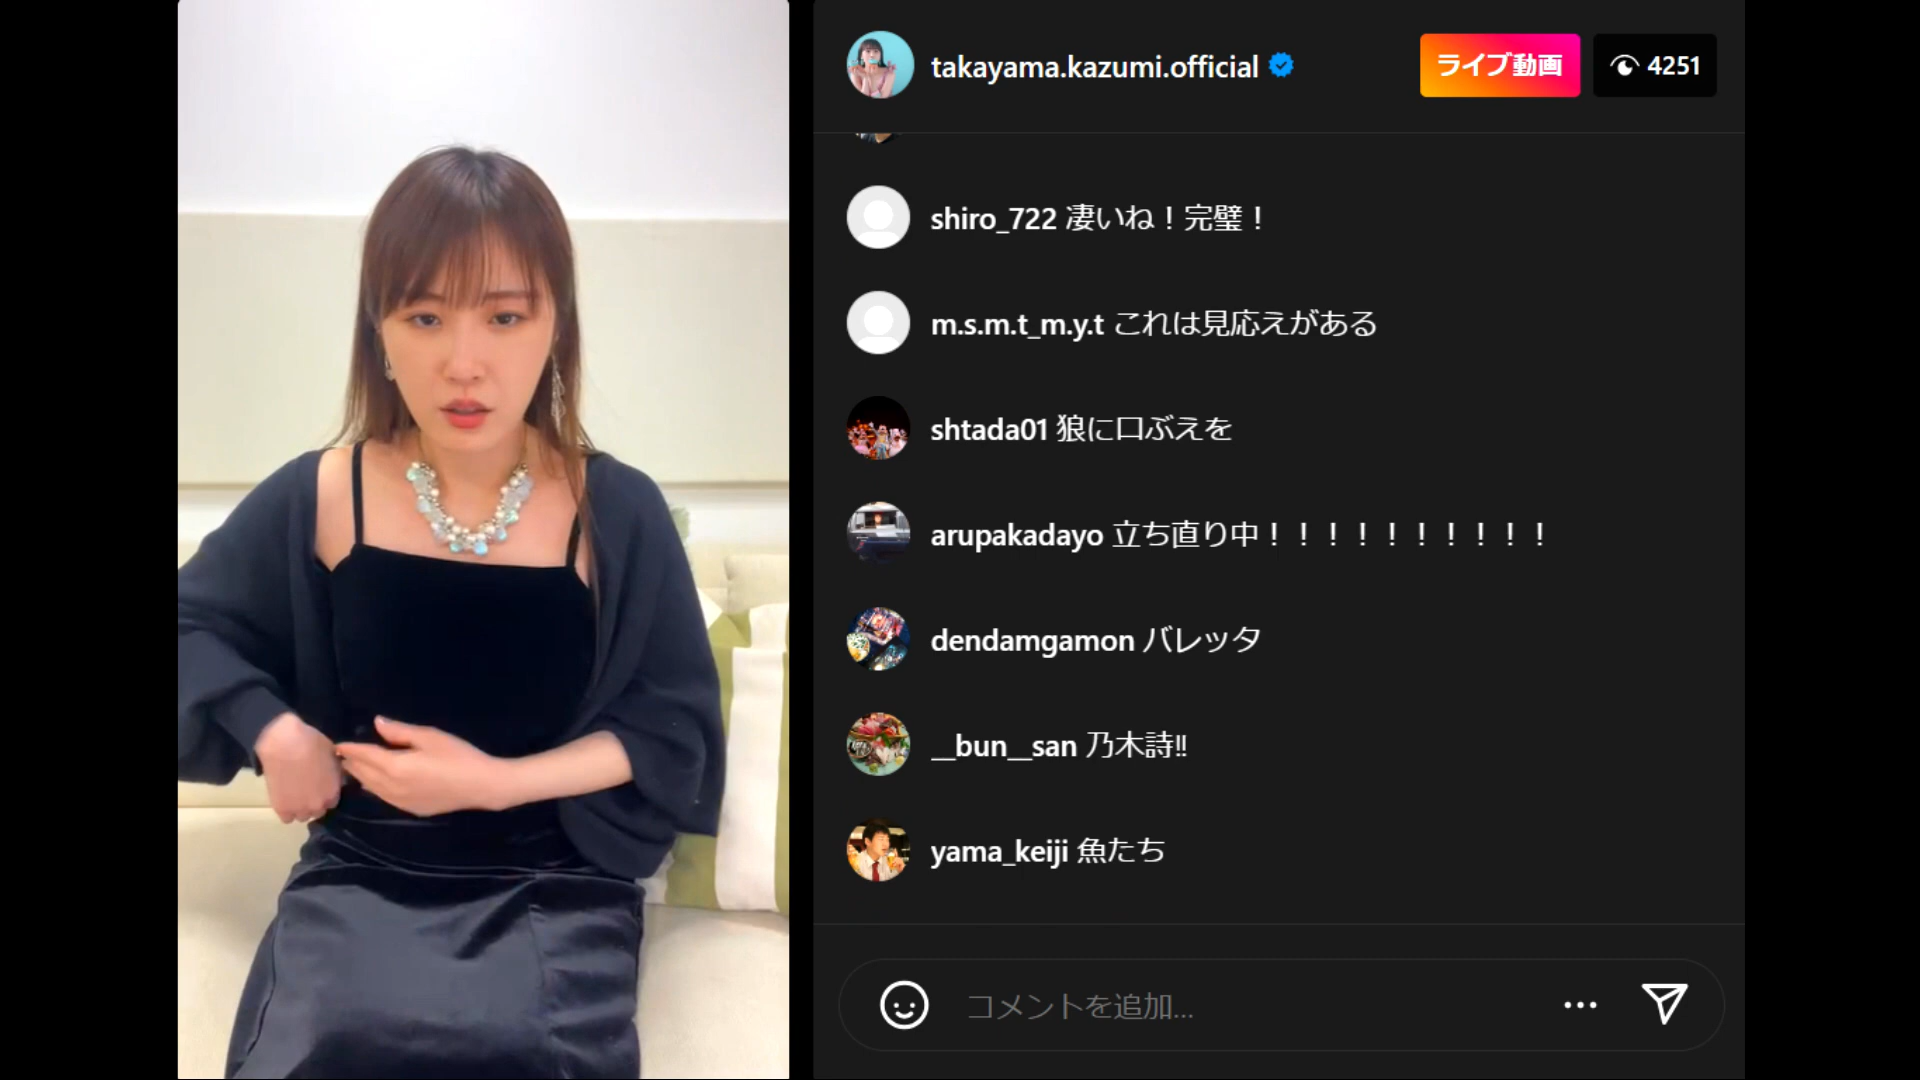 takayama.kazumi.official
ライブ動画
4251
shiro_722 凄いね！完璧！
m.s.m.t_m.y.t これは見応えがある
shtada01 狼に口ぶえを
arupakadayo 立ち直り中！！！！！！！！！！
dendamgamon バレッタ
__bun__san 乃木詩‼
yama_keiji 魚たち
コメントを追加...